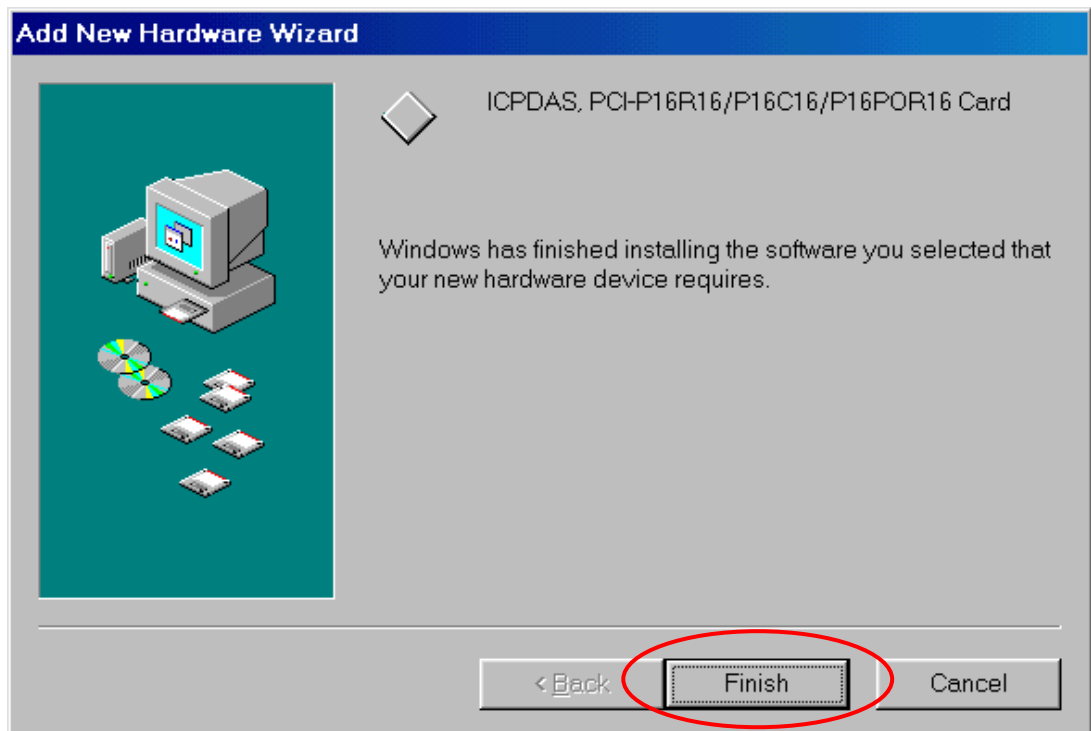 Add New Hardware Wizard
ICPDAS, PCI-P16R16/P16C16/P16POR16 Card
Windows has finished installing the software you selected that
your new hardware device requires.
< Back
Finish
Cancel